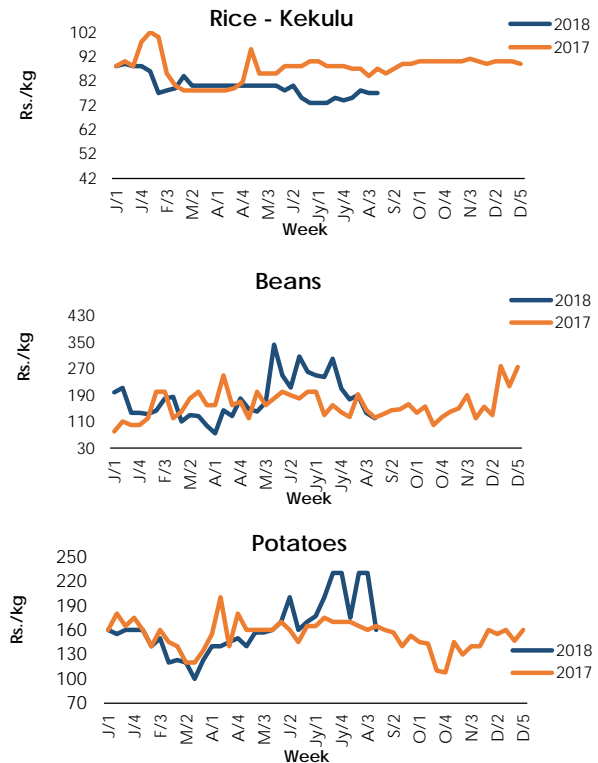 Rice - Kekulu
2018
2017
Rs./kg
102
92
82
72
62
52
42
J/1 J/4 F/3 M/2 A/1 A/4 M/3 J/2 Jy/1 Jy/4 A/3 S/2 O/1 O/4 N/3 D/2 D/5
Week
Beans
2018
2017
Rs./kg
430
350
270
190
110
30
J/1 J/4 F/3 M/2 A/1 A/4 M/3 J/2 Jy/1 Jy/4 A/3 S/2 O/1 O/4 N/3 D/2 D/5
Week
Potatoes
Rs./kg
250
220
190
160
130
100
70
2018
2017
J/1 J/4 F/3 M/2 A/1 A/4 M/3 J/2 Jy/1 Jy/4 A/3 S/2 O/1 O/4 N/3 D/2 D/5
Week